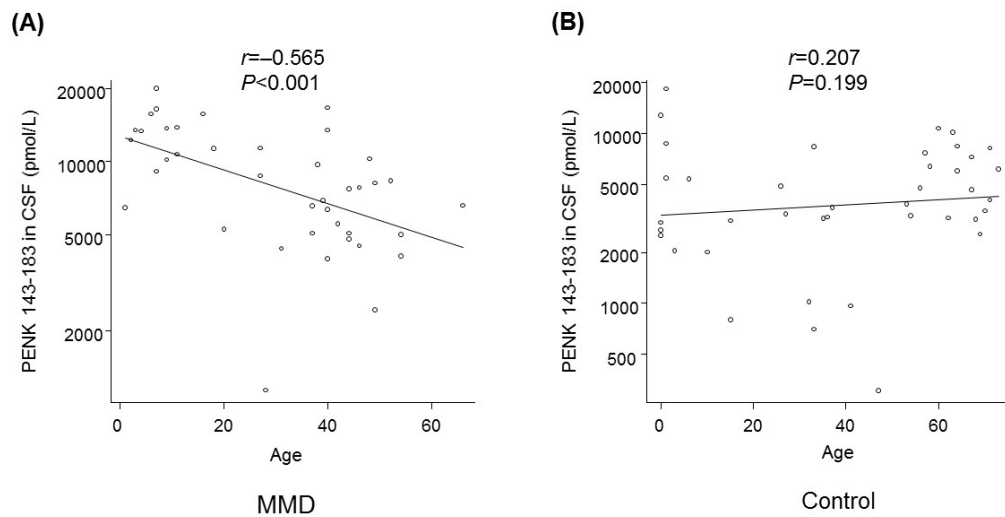 (A)
r=–0.565
P<0.001
PENK 143-183 in CSF (pmol/L)
20000
10000
5000
2000
0
20
40
60
Age
MMD
(B)
r=0.207
P=0.199
PENK 143-183 in CSF (pmol/L)
20000
10000
5000
2000
1000
500
0
20
40
60
Age
Control